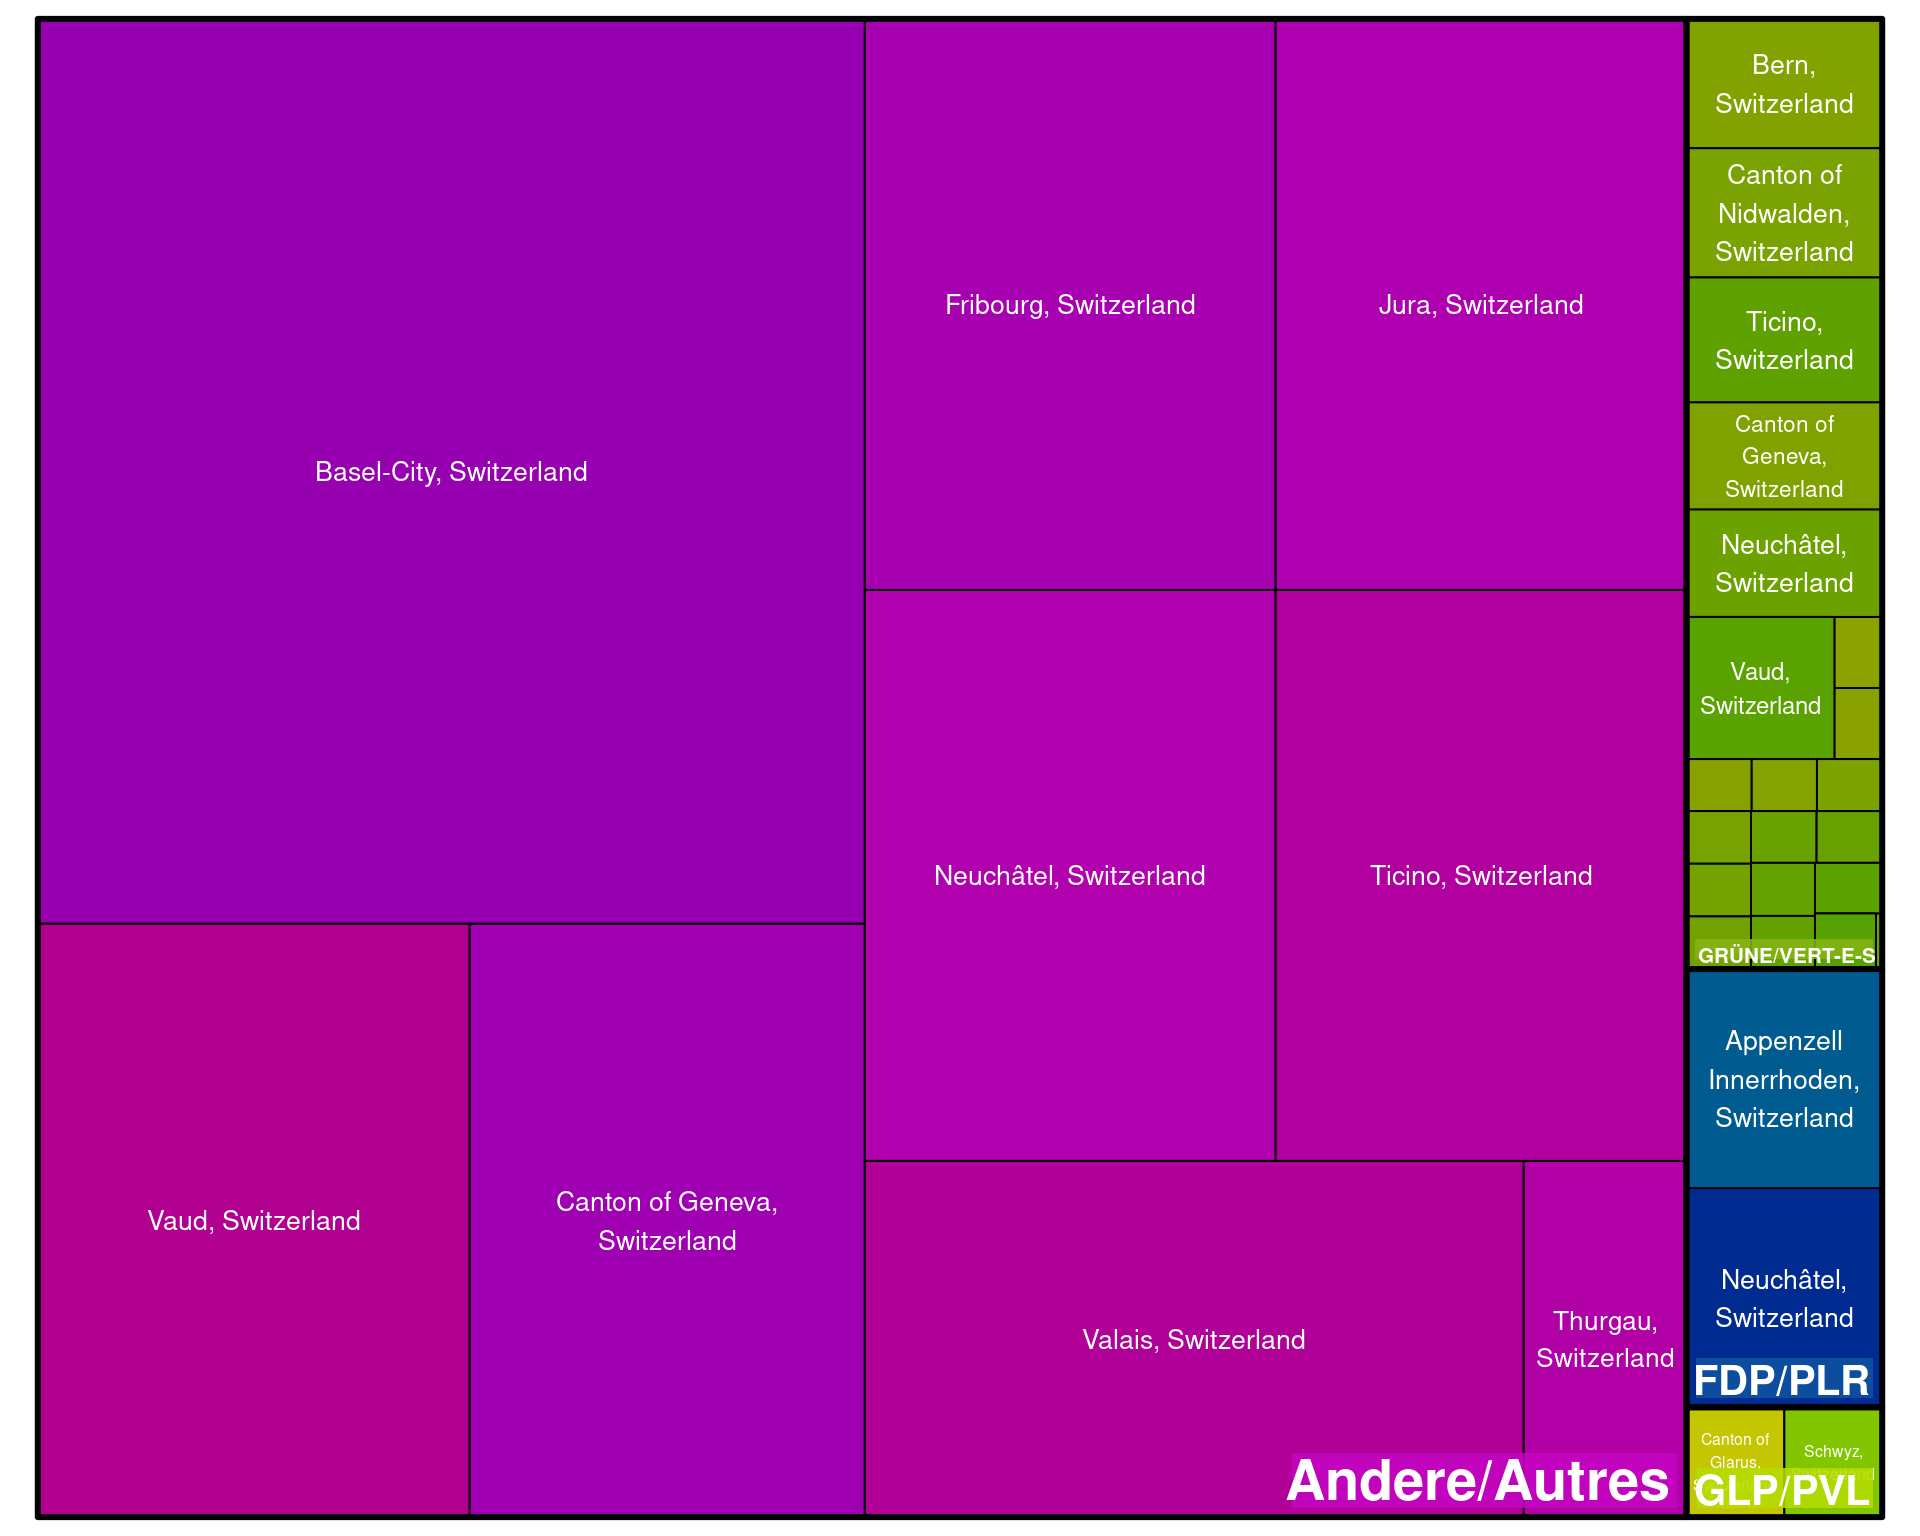 Basel-City, Switzerland
Fribourg, Switzerland
Jura, Switzerland
Neuchâtel, Switzerland
Ticino, Switzerland
Vaud, Switzerland
Canton of Geneva,
Switzerland
Valais, Switzerland
Thurgau,
Switzerland
Andere/Autres
Bern,
Switzerland
Canton of
Nidwalden,
Switzerland
Ticino,
Switzerland
Canton of
Geneva,
Switzerland
Neuchâtel,
Switzerland
Vaud,
Switzerland
GRÜNE/VERT-E-S
Appenzell
Innerrhoden,
Switzerland
Neuchâtel,
Switzerland
FDP/PLR
Canton of
Glarus,
Schwyz,
GLP/PVL